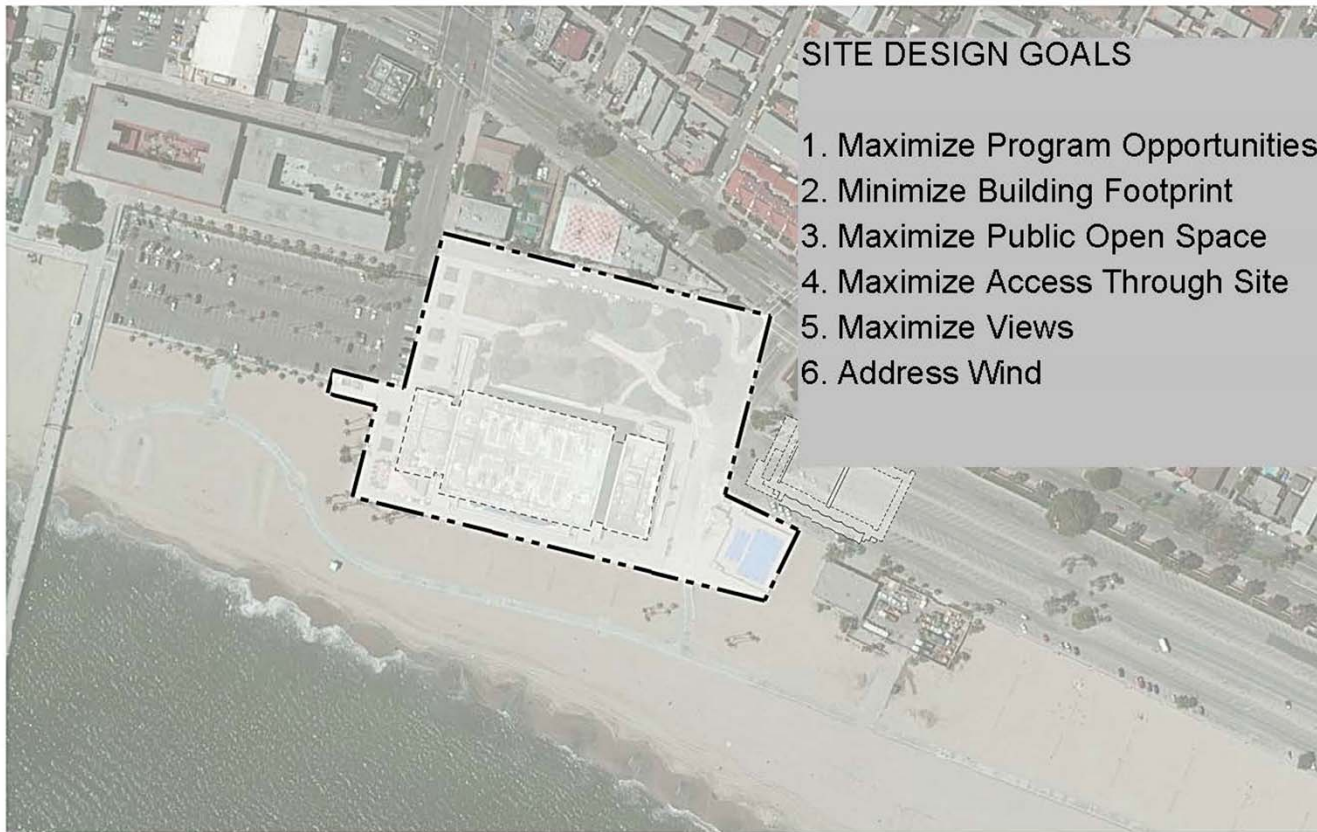 SITE DESIGN GOALS
1. Maximize Program Opportunities
2. Minimize Building Footprint
3. Maximize Public Open Space
4. Maximize Access Through Site
5. Maximize Views
6. Address Wind